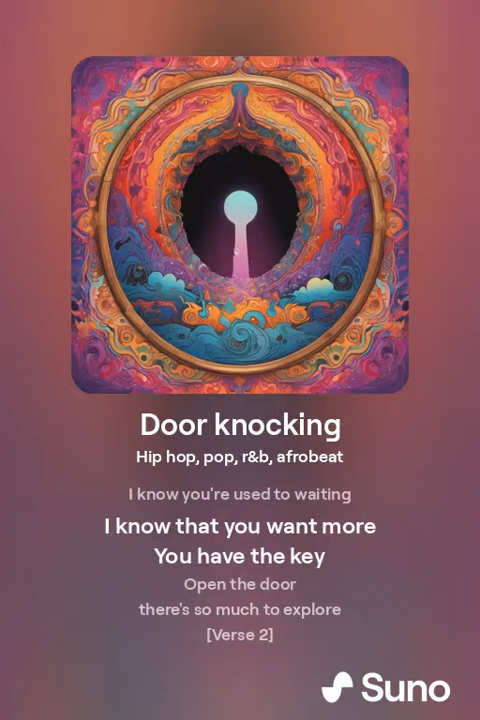 Door knocking
Hip hop, pop, r&b, afrobeat
I know you're used to waiting
I know that you want more
You have the key
Open the door
there's so much to explore
[Verse 2]
Suno